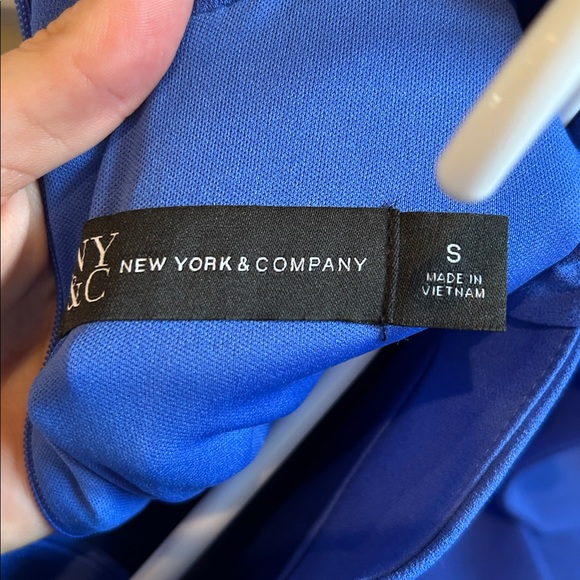 NY
&C
NEW YORK & COMPANY
S
MADE IN
VIETNAM